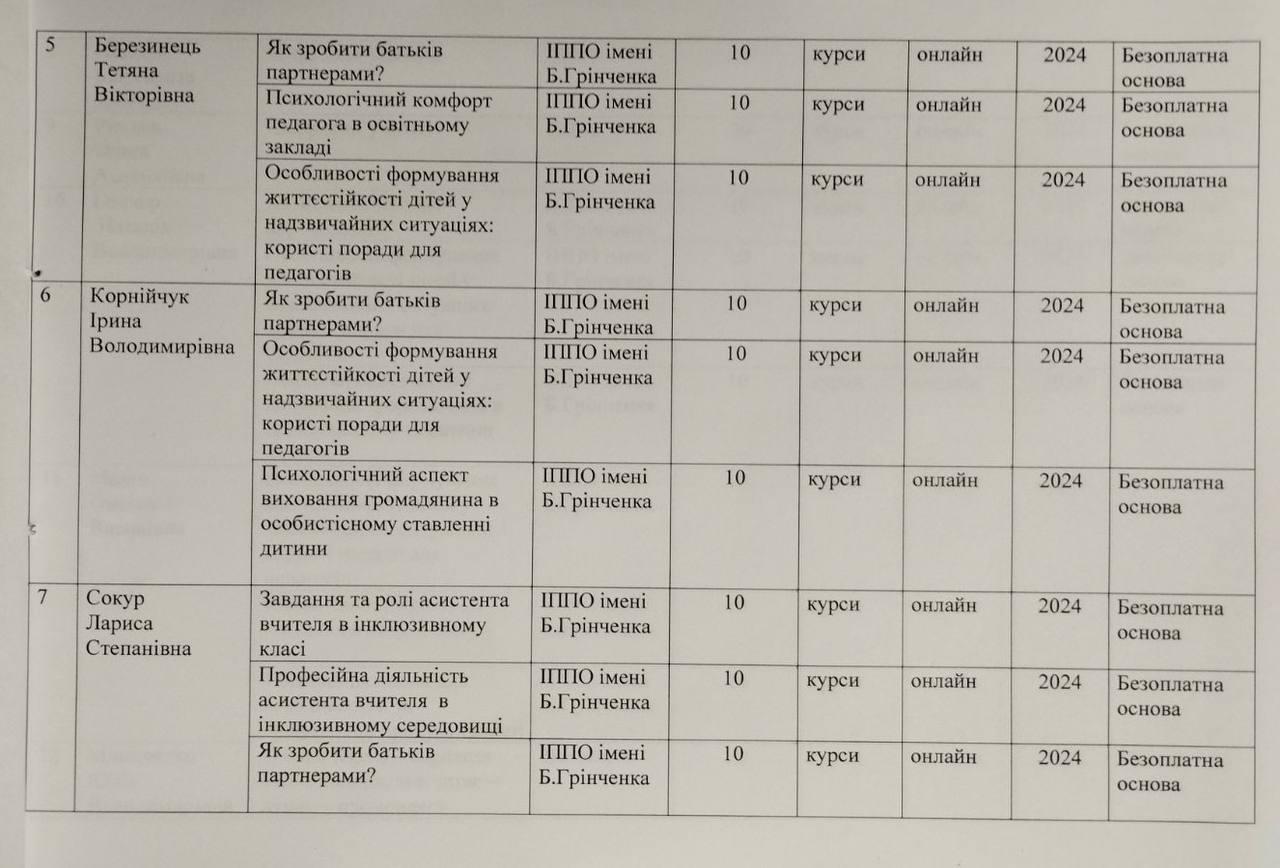 5 Березинець Тетяна Вікторівна Як зробити батьків партнерами? ІППО імені Б.Грінченка 10 курси онлайн 2024 Безоплатна основа
Психологічний комфорт педагога в освітньому закладі ІППО імені Б.Грінченка 10 курси онлайн 2024 Безоплатна основа
Особливості формування життєстійкості дітей у надзвичайних ситуаціях: користі поради для педагогів ІППО імені Б.Грінченка 10 курси онлайн 2024 Безоплатна основа
6 Корнійчук Ірина Володимирівна Як зробити батьків партнерами? ІППО імені Б.Грінченка 10 курси онлайн 2024 Безоплатна основа
Особливості формування життєстійкості дітей у надзвичайних ситуаціях: користі поради для педагогів ІППО імені Б.Грінченка 10 курси онлайн 2024 Безоплатна основа
Психологічний аспект виховання громадянина в особистісному ставленні дитини ІППО імені Б.Грінченка 10 курси онлайн 2024 Безоплатна основа
7 Сокур Лариса Степанівна Завдання та ролі асистента вчителя в інклюзивному класі ІППО імені Б.Грінченка 10 курси онлайн 2024 Безоплатна основа
Професійна діяльність асистента вчителя в інклюзивному середовищі ІППО імені Б.Грінченка 10 курси онлайн 2024 Безоплатна основа
Як зробити батьків партнерами? ІППО імені Б.Грінченка 10 курси онлайн 2024 Безоплатна основа